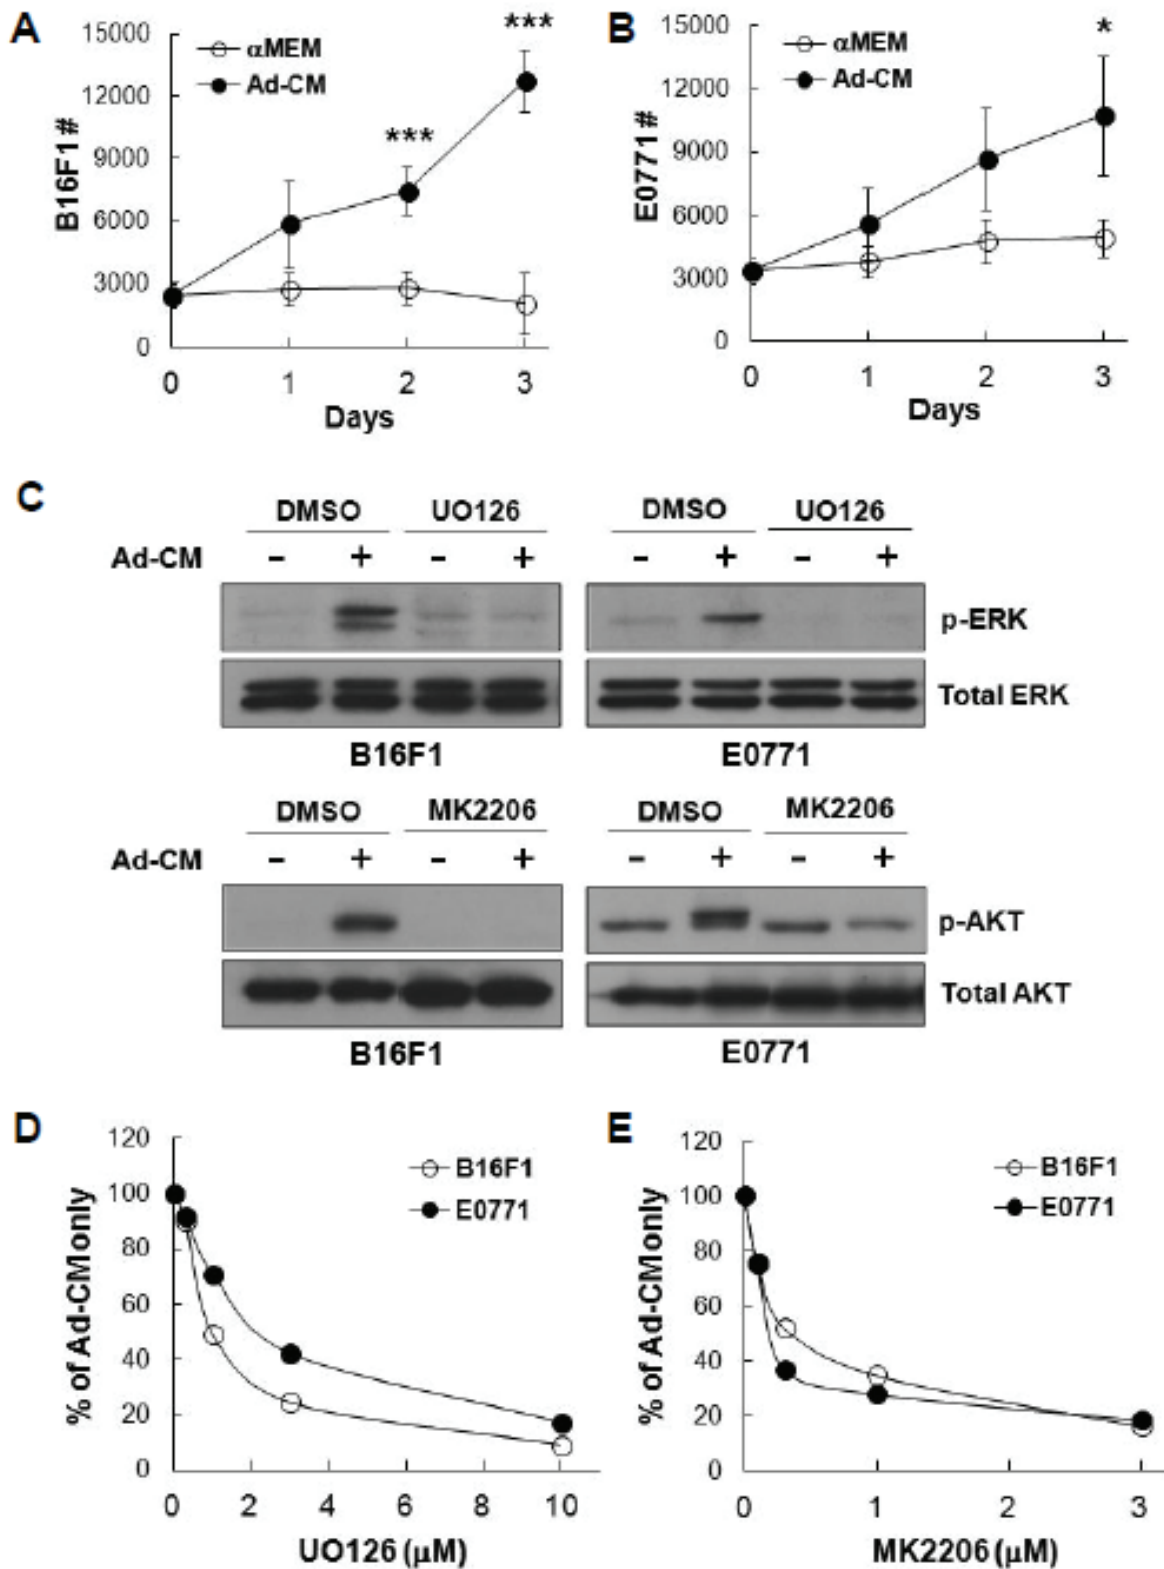 A
B16F1#
15000
12000
9000
6000
3000
0
αMEM
Ad-CM
***
***
0 1 2 3
Days
B
E0771#
15000
12000
9000
6000
3000
0
αMEM
Ad-CM
*
0 1 2 3
Days
C
DMSO UO126 DMSO UO126
Ad-CM - + - + - + - +
p-ERK
Total ERK
B16F1 E0771
DMSO MK2206 DMSO MK2206
Ad-CM - + - + - + - +
p-AKT
Total AKT
B16F1 E0771
D
% of Ad-CM only
120
100
80
60
40
20
0
B16F1
E0771
0 2 4 6 8 10
UO126 (μM)
E
% of Ad-CM only
120
100
80
60
40
20
0
B16F1
E0771
0 1 2 3
MK2206 (μM)